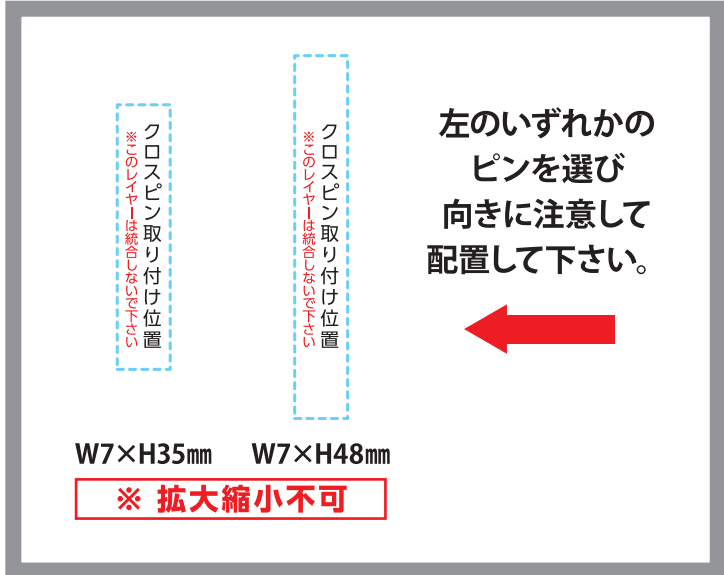 クロスピン取り付け位置
※このレイヤーは統合しないで下さい
クロスピン取り付け位置
※このレイヤーは統合しないで下さい
左のいずれかの
ピンを選び
向きに注意して
配置して下さい。
W7×H35㎜
W7×H48㎜
※ 拡大縮小不可